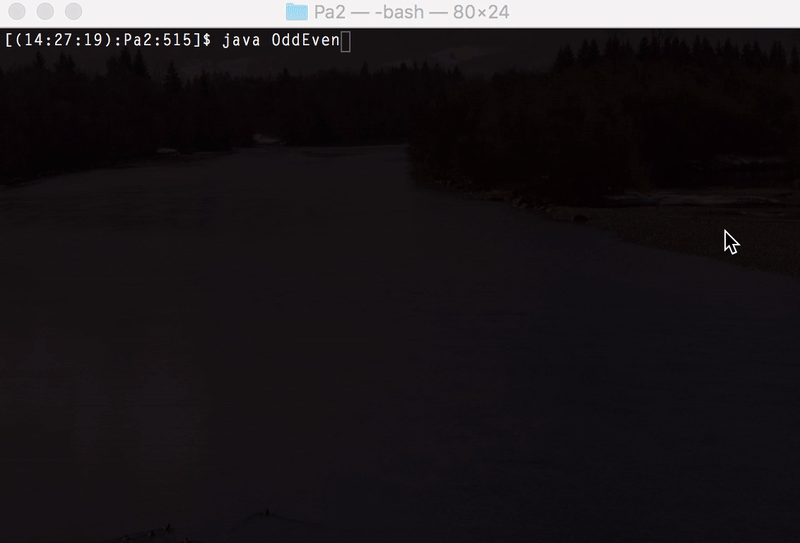 Pa2 — -bash — 80×24
[(14:27:19):Pa2:515]$ java OddEven